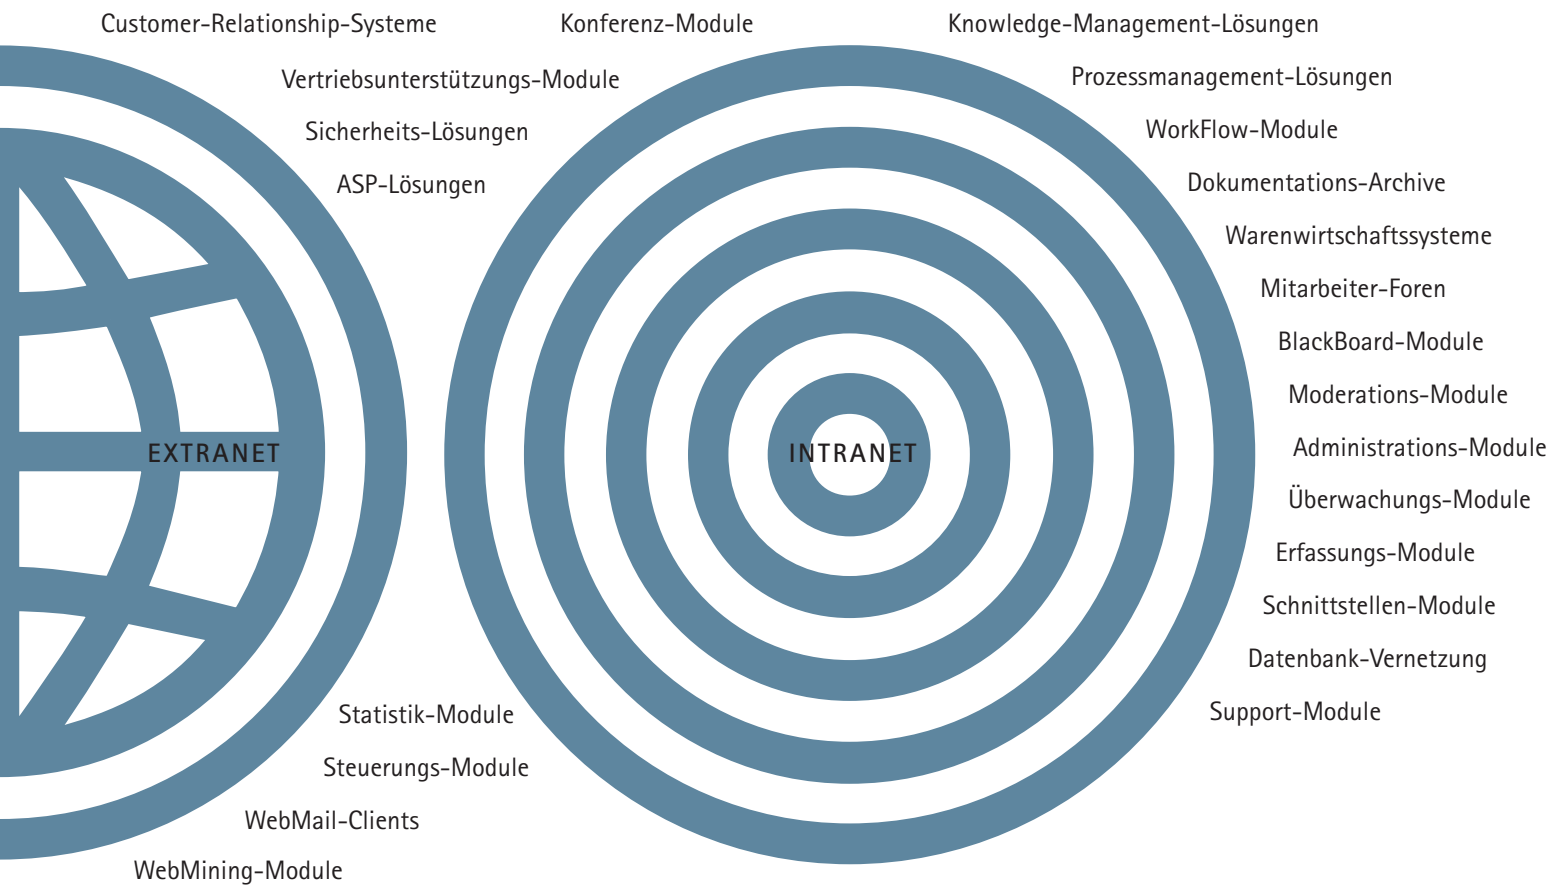 Customer-Relationship-Systeme
Konferenz-Module
Knowledge-Management-Lösungen
Vertriebsunterstützungs-Module
Prozessmanagement-Lösungen
Sicherheits-Lösungen
WorkFlow-Module
ASP-Lösungen
Dokumentations-Archive
Warenwirtschaftssysteme
Mitarbeiter-Foren
BlackBoard-Module
Moderations-Module
EXTRANET
INTRANET
Administrations-Module
Überwachungs-Module
Erfassungs-Module
Schnittstellen-Module
Datenbank-Vernetzung
Statistik-Module
Support-Module
Steuerungs-Module
WebMail-Clients
WebMining-Module